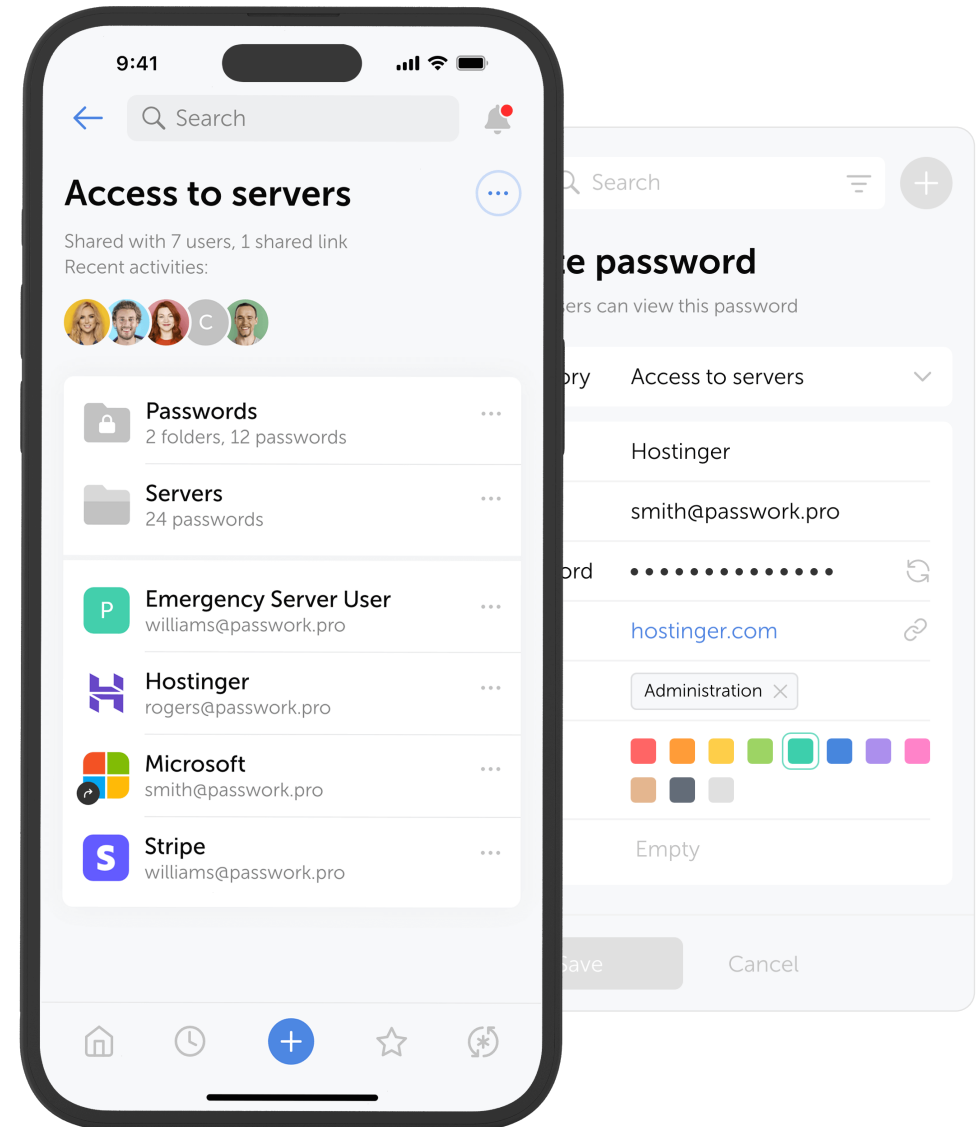 9:41
Search
Access to servers
Shared with 7 users, 1 shared link
Recent activities:
C
Passwords
2 folders, 12 passwords
Servers
24 passwords
P
Emergency Server User
williams@passwork.pro
Hostinger
rogers@passwork.pro
Microsoft
smith@passwork.pro
S
Stripe
williams@passwork.pro
Search
password
can view this password
Access to servers
Hostinger
smith@passwork.pro
hostinger.com
Administration
Empty
Save
Cancel